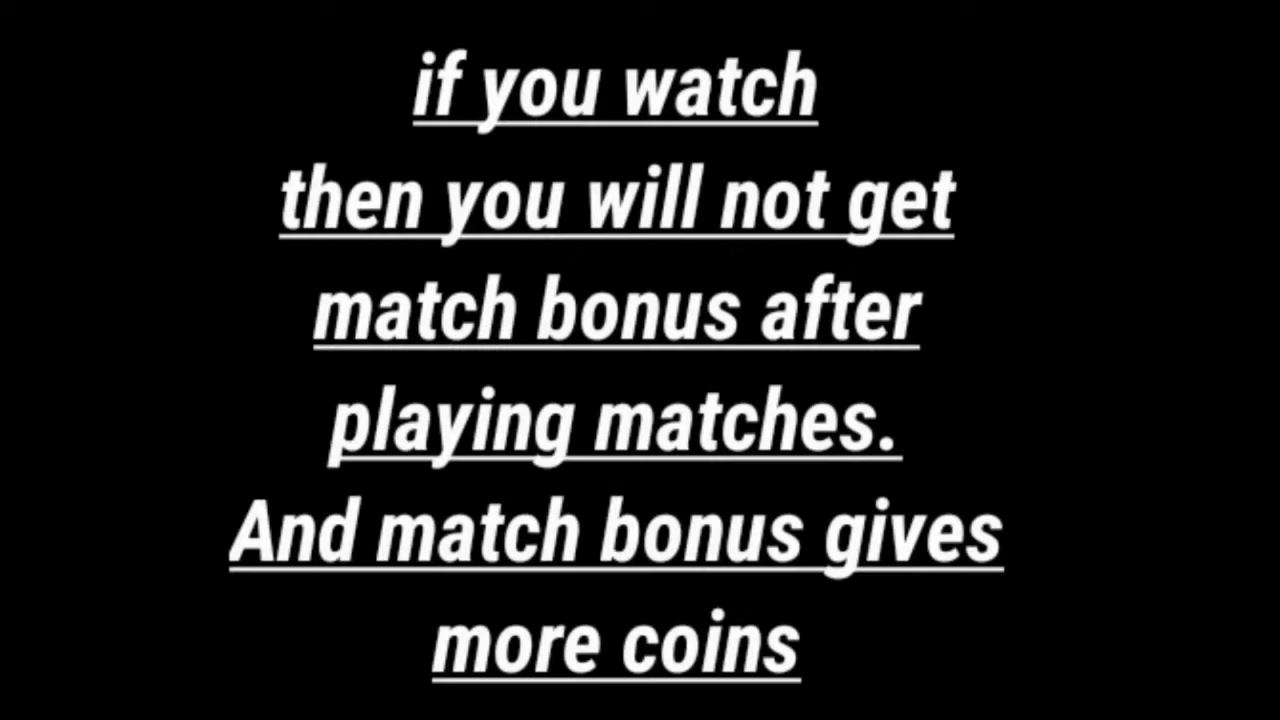 if you watch
then you will not get
match bonus after
playing matches.
And match bonus gives
more coins